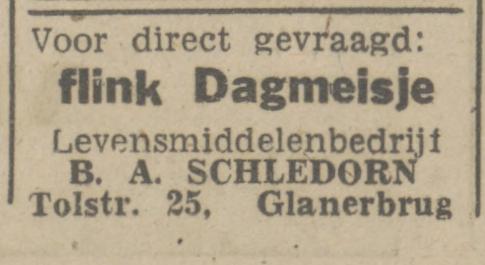 Voor direct gevraagd:
flink Dagmeisje
Levensmiddelenbedrijf
B. A. SCHLEDORN
Tolstr. 25, Glanerbrug